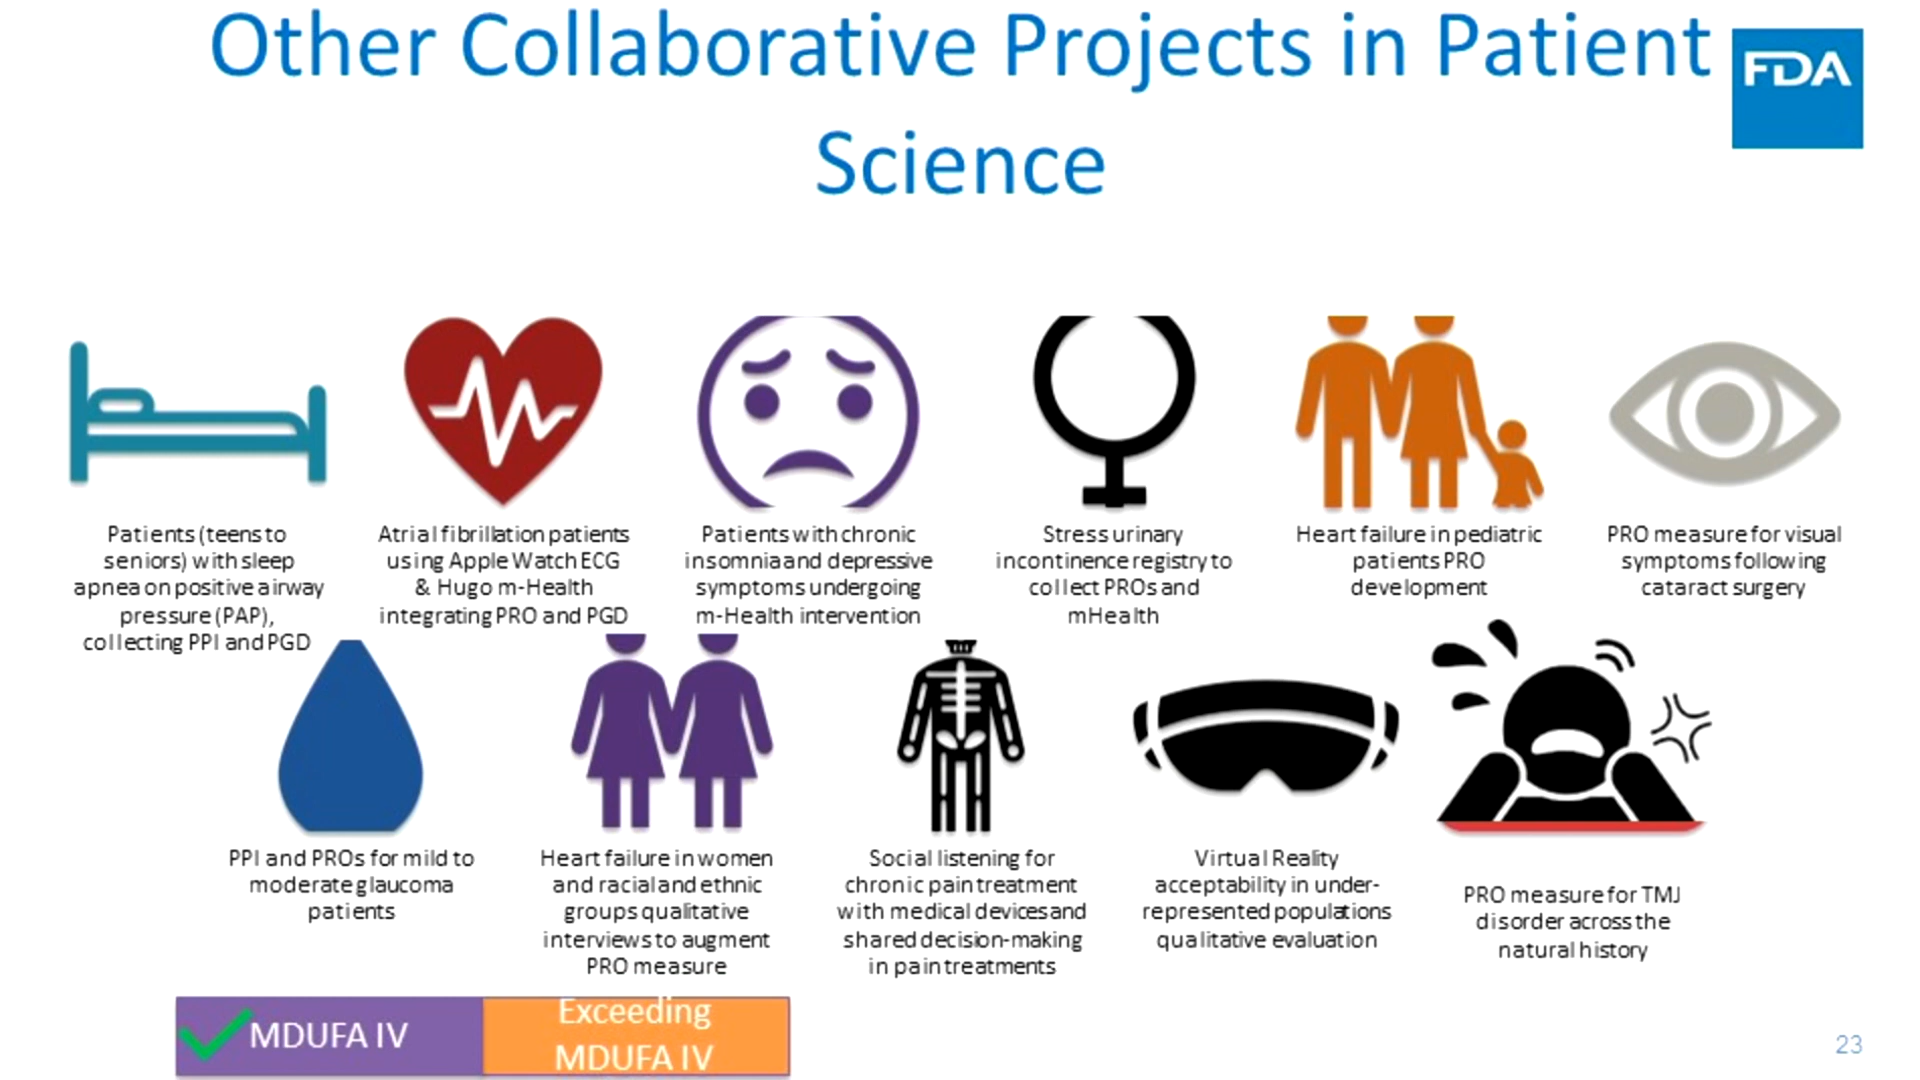 Other Collaborative Projects in Patient
Science
FDA
Patients (teens to
seniors) with sleep
apnea on positive airway
pressure (PAP),
collecting PPI and PGD
Atrial fibrillation patients
using Apple Watch ECG
& Hugo m-Health
integrating PRO and PGD
Patients with chronic
insomnia and depressive
symptoms undergoing
m-Health intervention
Stress urinary
incontinence registry to
collect PROs and
mHealth
Heart failure in pediatric
patients PRO
development
PRO measure for visual
symptoms following
cataract surgery
PPI and PROs for mild to
moderate glaucoma
patients
Heart failure in women
and racial and ethnic
groups qualitative
interviews to augment
PRO measure
Social listening for
chronic pain treatment
with medical devices and
shared decision-making
in pain treatments
Virtual Reality
acceptability in under-
represented populations
qualitative evaluation
PRO measure for TMJ
disorder across the
natural history
MDUFA IV
Exceeding
MDUFA IV
23